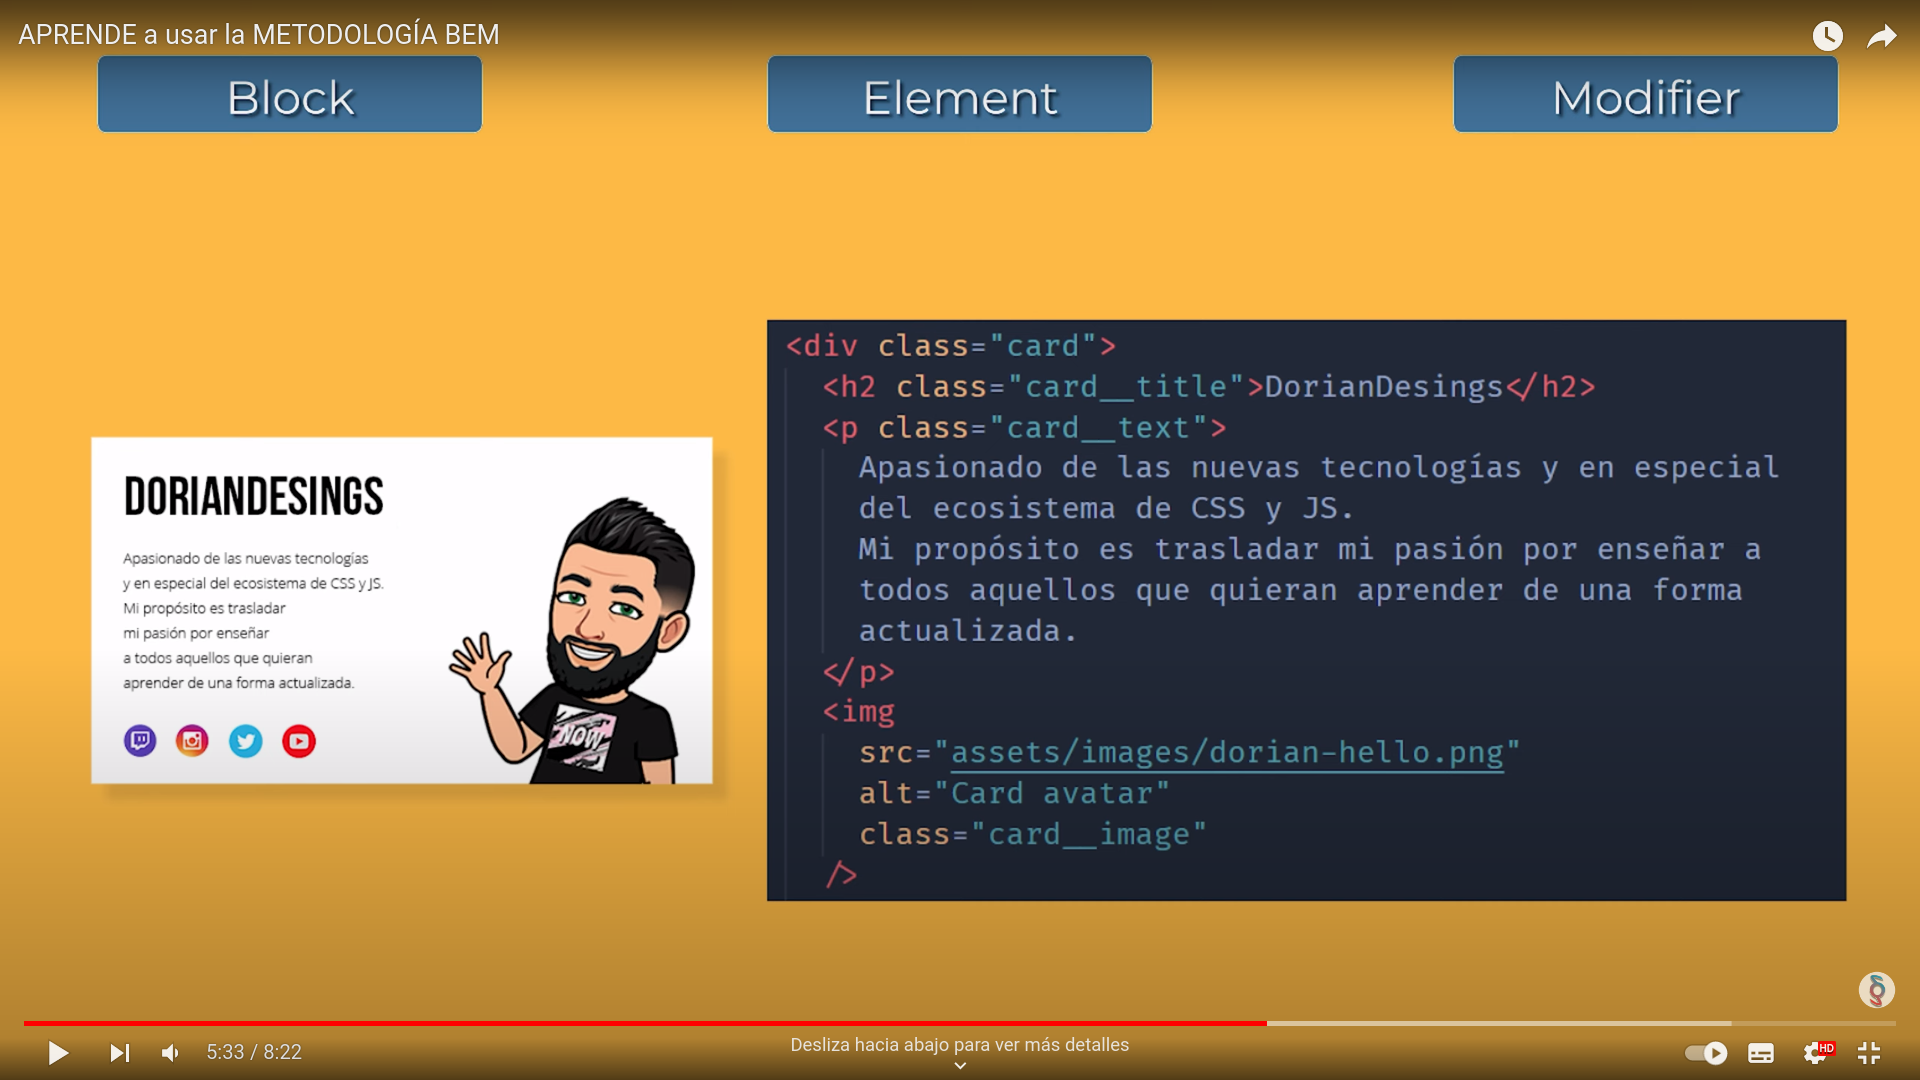 APRENDE a usar la METODOLOGÍA BEM
Block
Element
Modifier
DORIANDESINGS
Apasionado de las nuevas tecnologías
y en especial del ecosistema de CSS y JS.
Mi propósito es trasladar
mi pasión por enseñar
a todos aquellos que quieran
aprender de una forma actualizada.
NOW
<div class="card">
<h2 class="card__title">DorianDesings</h2>
<p class="card__text">
Apasionado de las nuevas tecnologías y en especial
del ecosistema de CSS y JS.
Mi propósito es trasladar mi pasión por enseñar a
todos aquellos que quieran aprender de una forma
actualizada.
</p>
<img
src="assets/images/dorian-hello.png"
alt="Card avatar"
class="card__image"
/>
5:33 / 8:22
Desliza hacia abajo para ver más detalles
HD